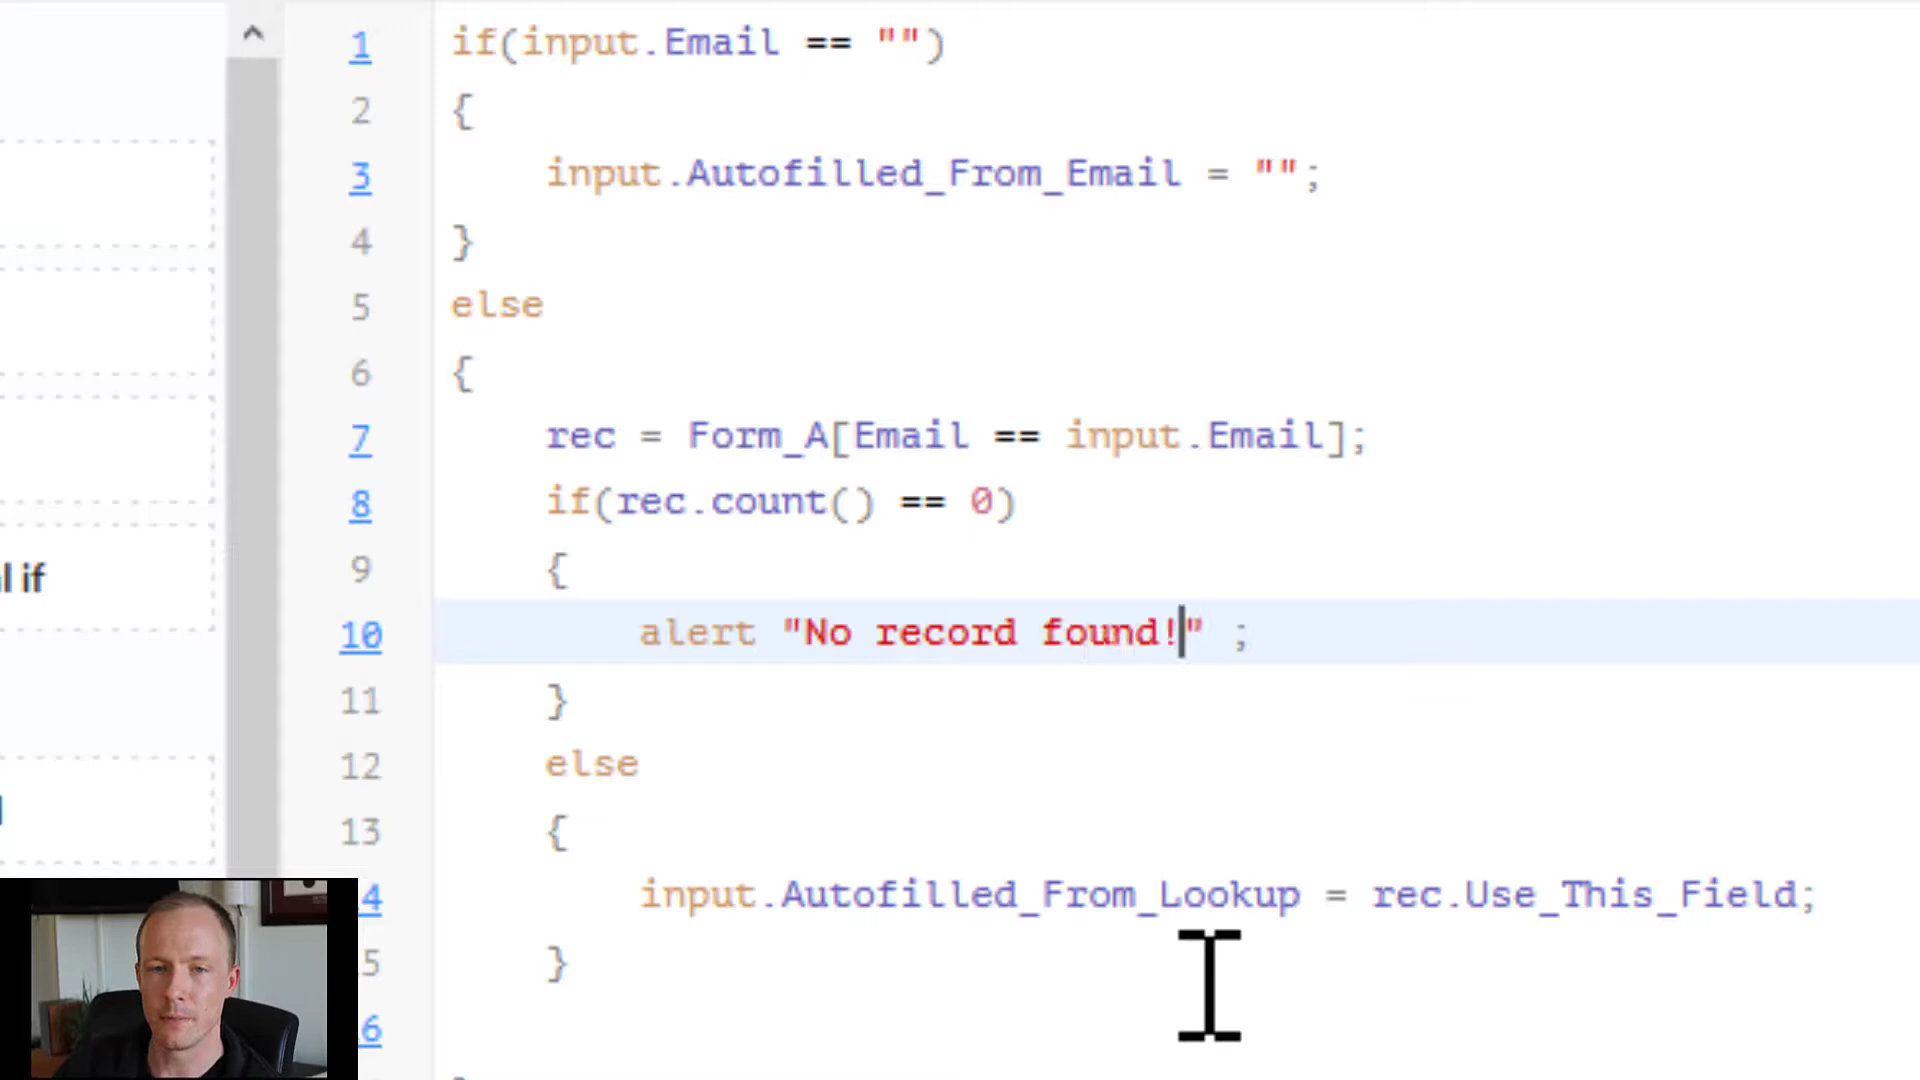 1 if(input.Email == "")
2 {
3 input.Autofilled_From_Email = "";
4 }
5 else
6 {
7 rec = Form_A[Email == input.Email];
8 if(rec.count() == 0)
9 {
l if
10 alert "No record found!" ;
11 }
12 else
13 {
4 input.Autofilled_From_Lookup = rec.Use_This_Field;
5 }
6